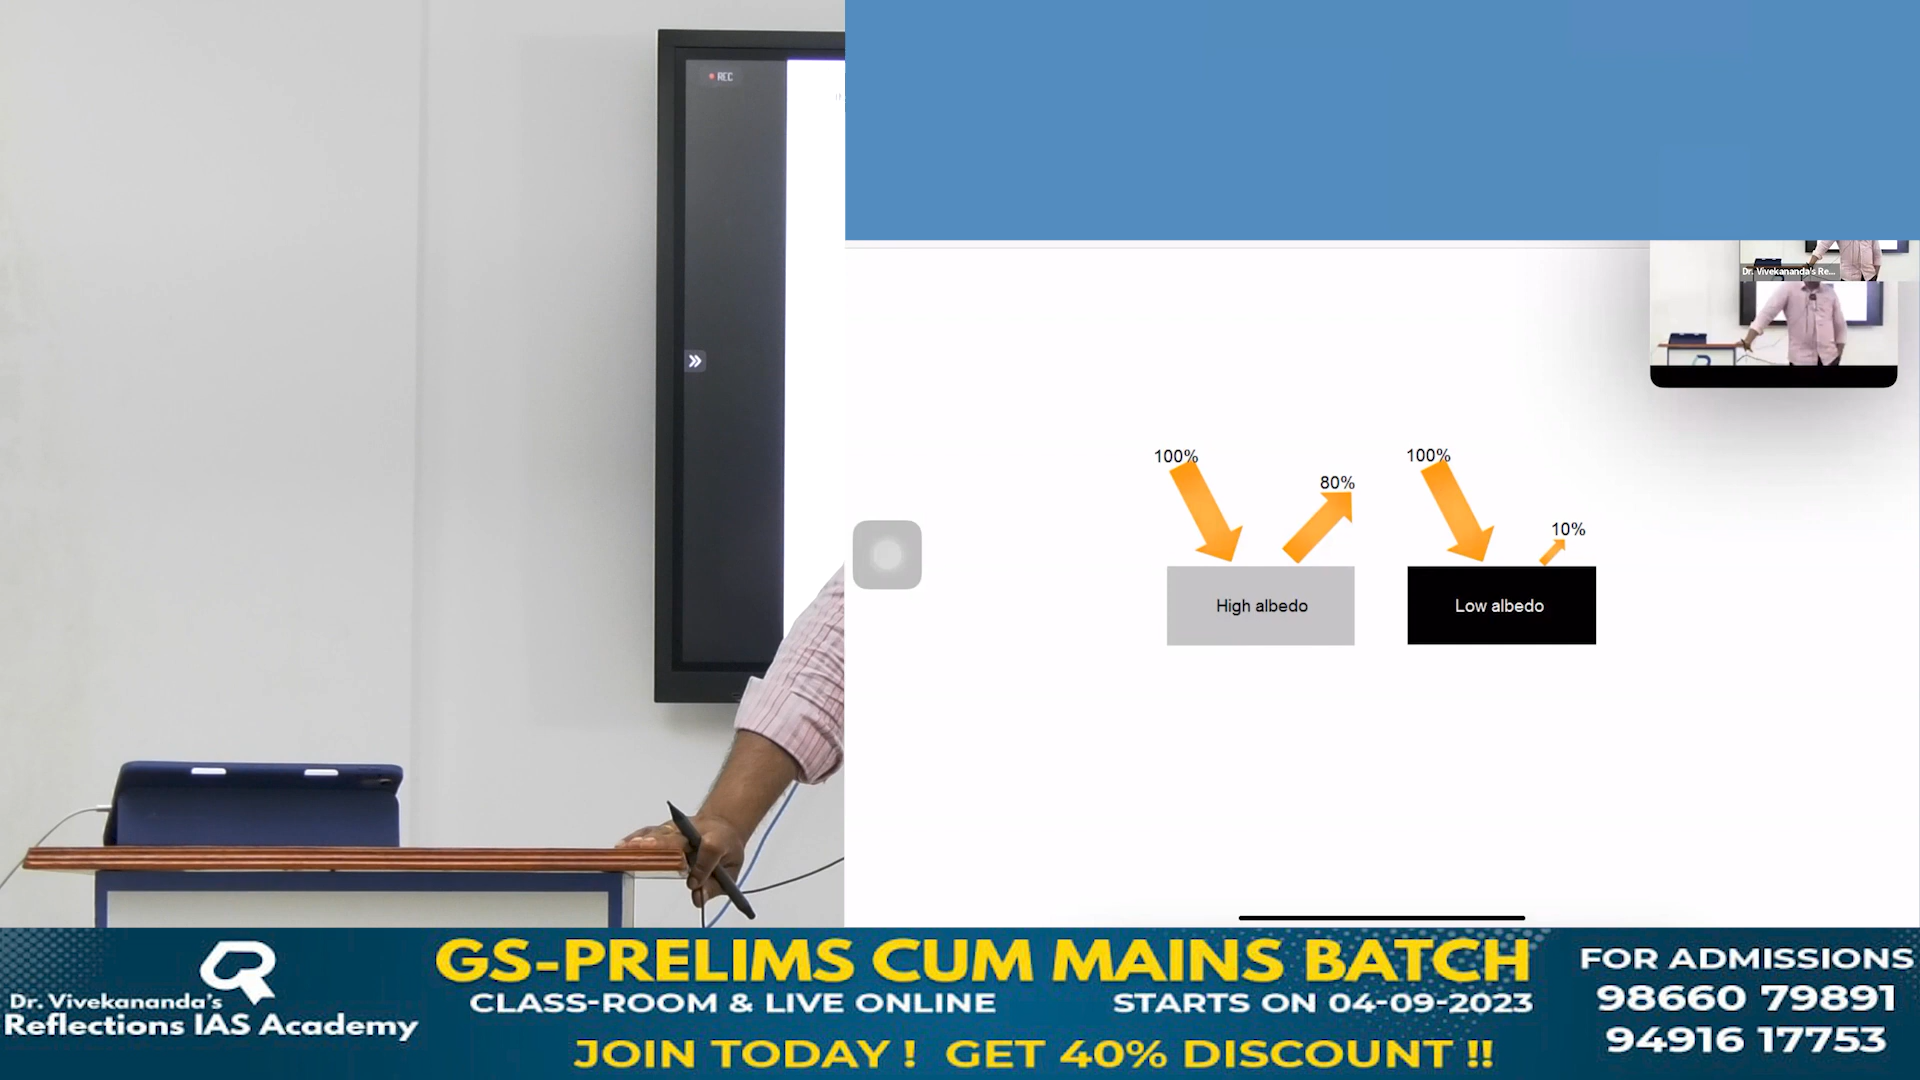 REC
Dr. Vivekananda's Re...
100%
80%
100%
10%
High albedo
Low albedo
Dr. Vivekananda's
Reflections IAS Academy
GS-PRELIMS CUM MAINS BATCH
CLASS-ROOM & LIVE ONLINE
STARTS ON 04-09-2023
JOIN TODAY ! GET 40% DISCOUNT !!
FOR ADMISSIONS
98660 79891
94916 17753